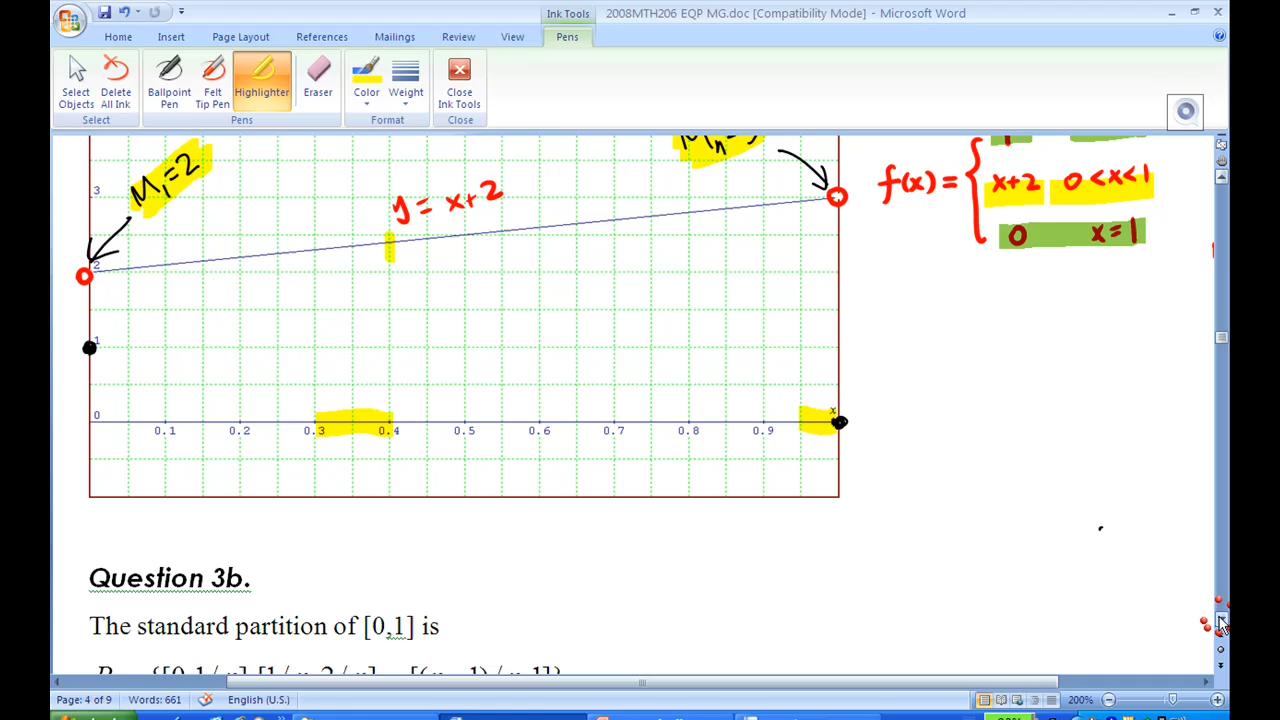 Ink Tools
2008MTH206 EQP MG.doc [Compatibility Mode] - Microsoft Word
Home Insert Page Layout References Mailings Review View Pens
Select Objects
Delete All Ink
Ballpoint Pen
Felt Tip Pen
Highlighter
Eraser
Color
Weight
Close Ink Tools
Select Pens Format Close
M₁=2
3
y = x+2
f(x) = { x+2 0<x<1
0 x=1
2
1
0
x
0.1 0.2 0.3 0.4 0.5 0.6 0.7 0.8 0.9
Question 3b.
The standard partition of [0,1] is
Page: 4 of 9 Words: 661 English (U.S.) 200%